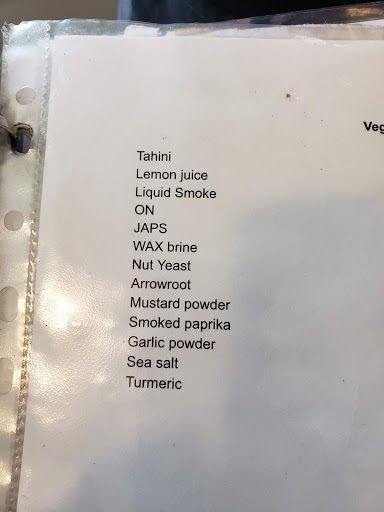 Veg
Tahini
Lemon juice
Liquid Smoke
ON
JAPS
WAX brine
Nut Yeast
Arrowroot
Mustard powder
Smoked paprika
Garlic powder
Sea salt
Turmeric